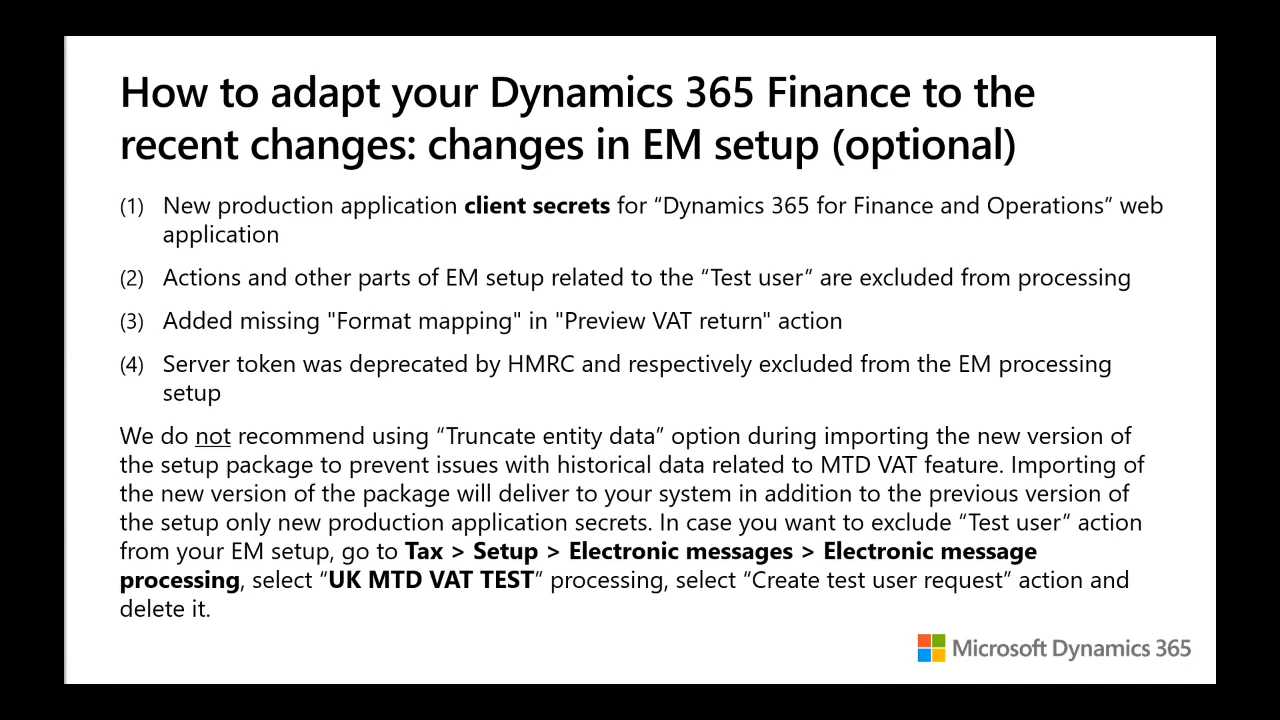 How to adapt your Dynamics 365 Finance to the
recent changes: changes in EM setup (optional)
(1) New production application client secrets for “Dynamics 365 for Finance and Operations” web
application
(2) Actions and other parts of EM setup related to the “Test user” are excluded from processing
(3) Added missing "Format mapping" in "Preview VAT return" action
(4) Server token was deprecated by HMRC and respectively excluded from the EM processing
setup
We do not recommend using “Truncate entity data” option during importing the new version of
the setup package to prevent issues with historical data related to MTD VAT feature. Importing of
the new version of the package will deliver to your system in addition to the previous version of
the setup only new production application secrets. In case you want to exclude “Test user” action
from your EM setup, go to Tax > Setup > Electronic messages > Electronic message
processing, select “UK MTD VAT TEST” processing, select “Create test user request” action and
delete it.
Microsoft Dynamics 365